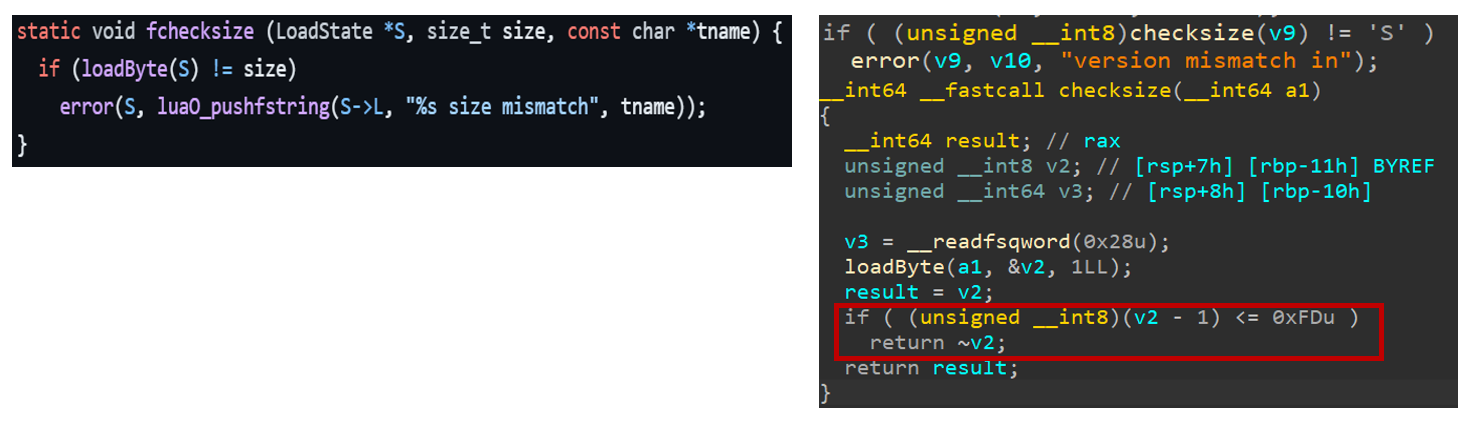 static void fchecksize (LoadState *S, size_t size, const char *tname) {
if (loadByte(S) != size)
error(S, luaO_pushfstring(S->L, "%s size mismatch", tname));
}
if ( (unsigned __int8)checksize(v9) != 'S' )
error(v9, v10, "version mismatch in");
__int64 __fastcall checksize(__int64 a1)
{
__int64 result; // rax
unsigned __int8 v2; // [rsp+7h] [rbp-11h] BYREF
unsigned __int64 v3; // [rsp+8h] [rbp-10h]
v3 = __readfsqword(0x28u);
loadByte(a1, &v2, 1LL);
result = v2;
if ( (unsigned __int8)(v2 - 1) <= 0xFDu )
return ~v2;
return result;
}